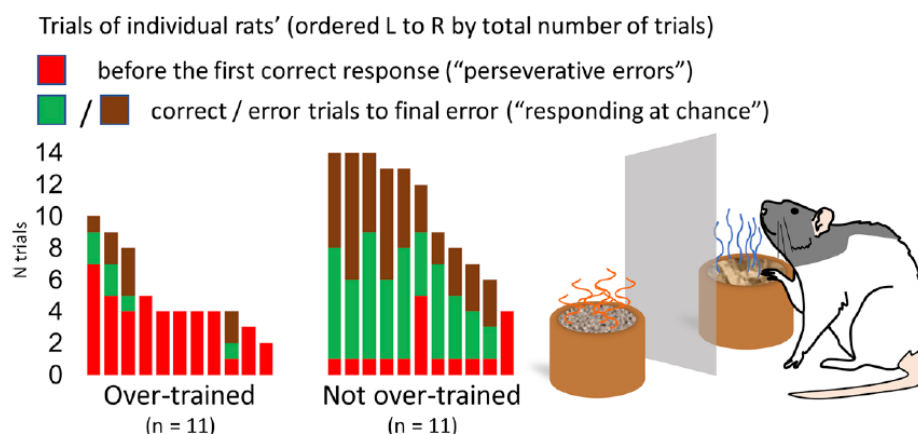 Trials of individual rats’ (ordered L to R by total number of trials)
before the first correct response (“perseverative errors”)
/ correct / error trials to final error (“responding at chance”)
N trials
14
12
10
8
6
4
2
0
Over-trained
(n = 11)
Not over-trained
(n = 11)